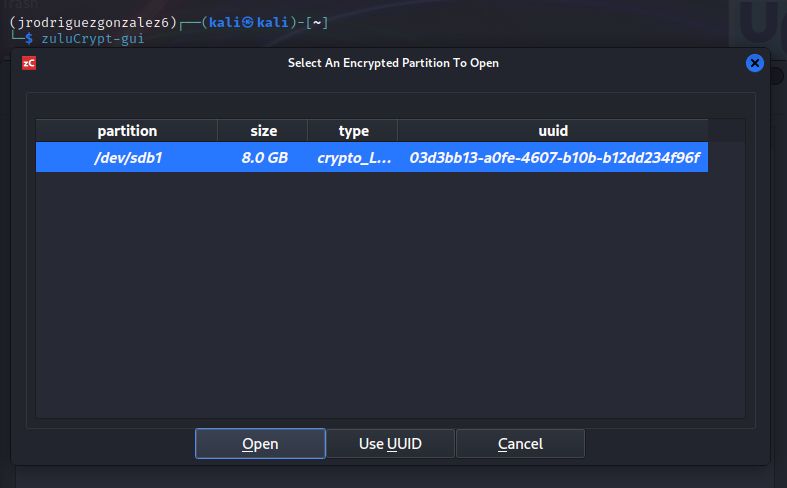 (jrodriguezgonzalez6)┌──(kali㉿kali)-[~]
└─$ zuluCrypt-gui
zC
Select An Encrypted Partition To Open
partition size type uuid
/dev/sdb1 8.0 GB crypto_L... 03d3bb13-a0fe-4607-b10b-b12dd234f96f
Open Use UUID Cancel